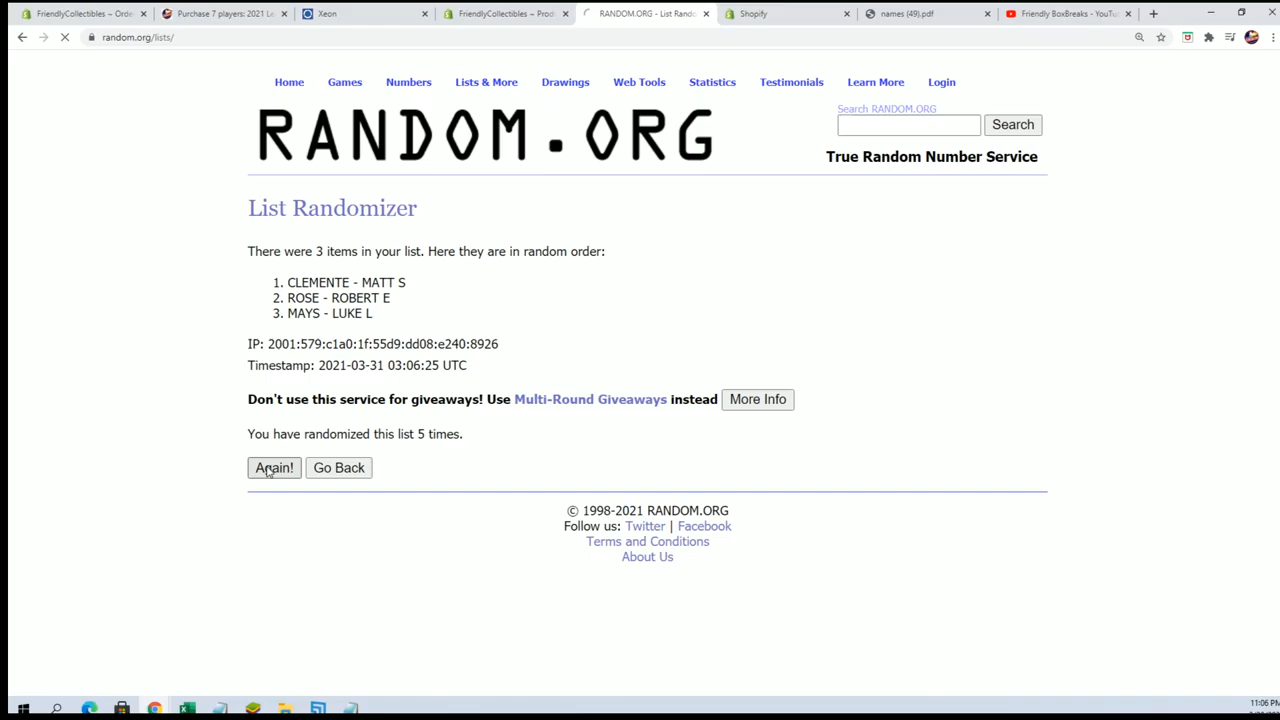 FriendlyCollectibles ~ Orde
Purchase 7 players: 2021 Le
Xeon
FriendlyCollectibles ~ Prod
RANDOM.ORG - List Rando
Shopify
names (49).pdf
Friendly BoxBreaks - YouTu
random.org/lists/
Home Games Numbers Lists & More Drawings Web Tools Statistics Testimonials Learn More Login
RANDOM.ORG
Search RANDOM.ORG
Search
True Random Number Service
List Randomizer
There were 3 items in your list. Here they are in random order:
1. CLEMENTE - MATT S
2. ROSE - ROBERT E
3. MAYS - LUKE L
IP: 2001:579:c1a0:1f:55d9:dd08:e240:8926
Timestamp: 2021-03-31 03:06:25 UTC
Don't use this service for giveaways! Use Multi-Round Giveaways instead More Info
You have randomized this list 5 times.
Again! Go Back
© 1998-2021 RANDOM.ORG
Follow us: Twitter | Facebook
Terms and Conditions
About Us
11:06 PM